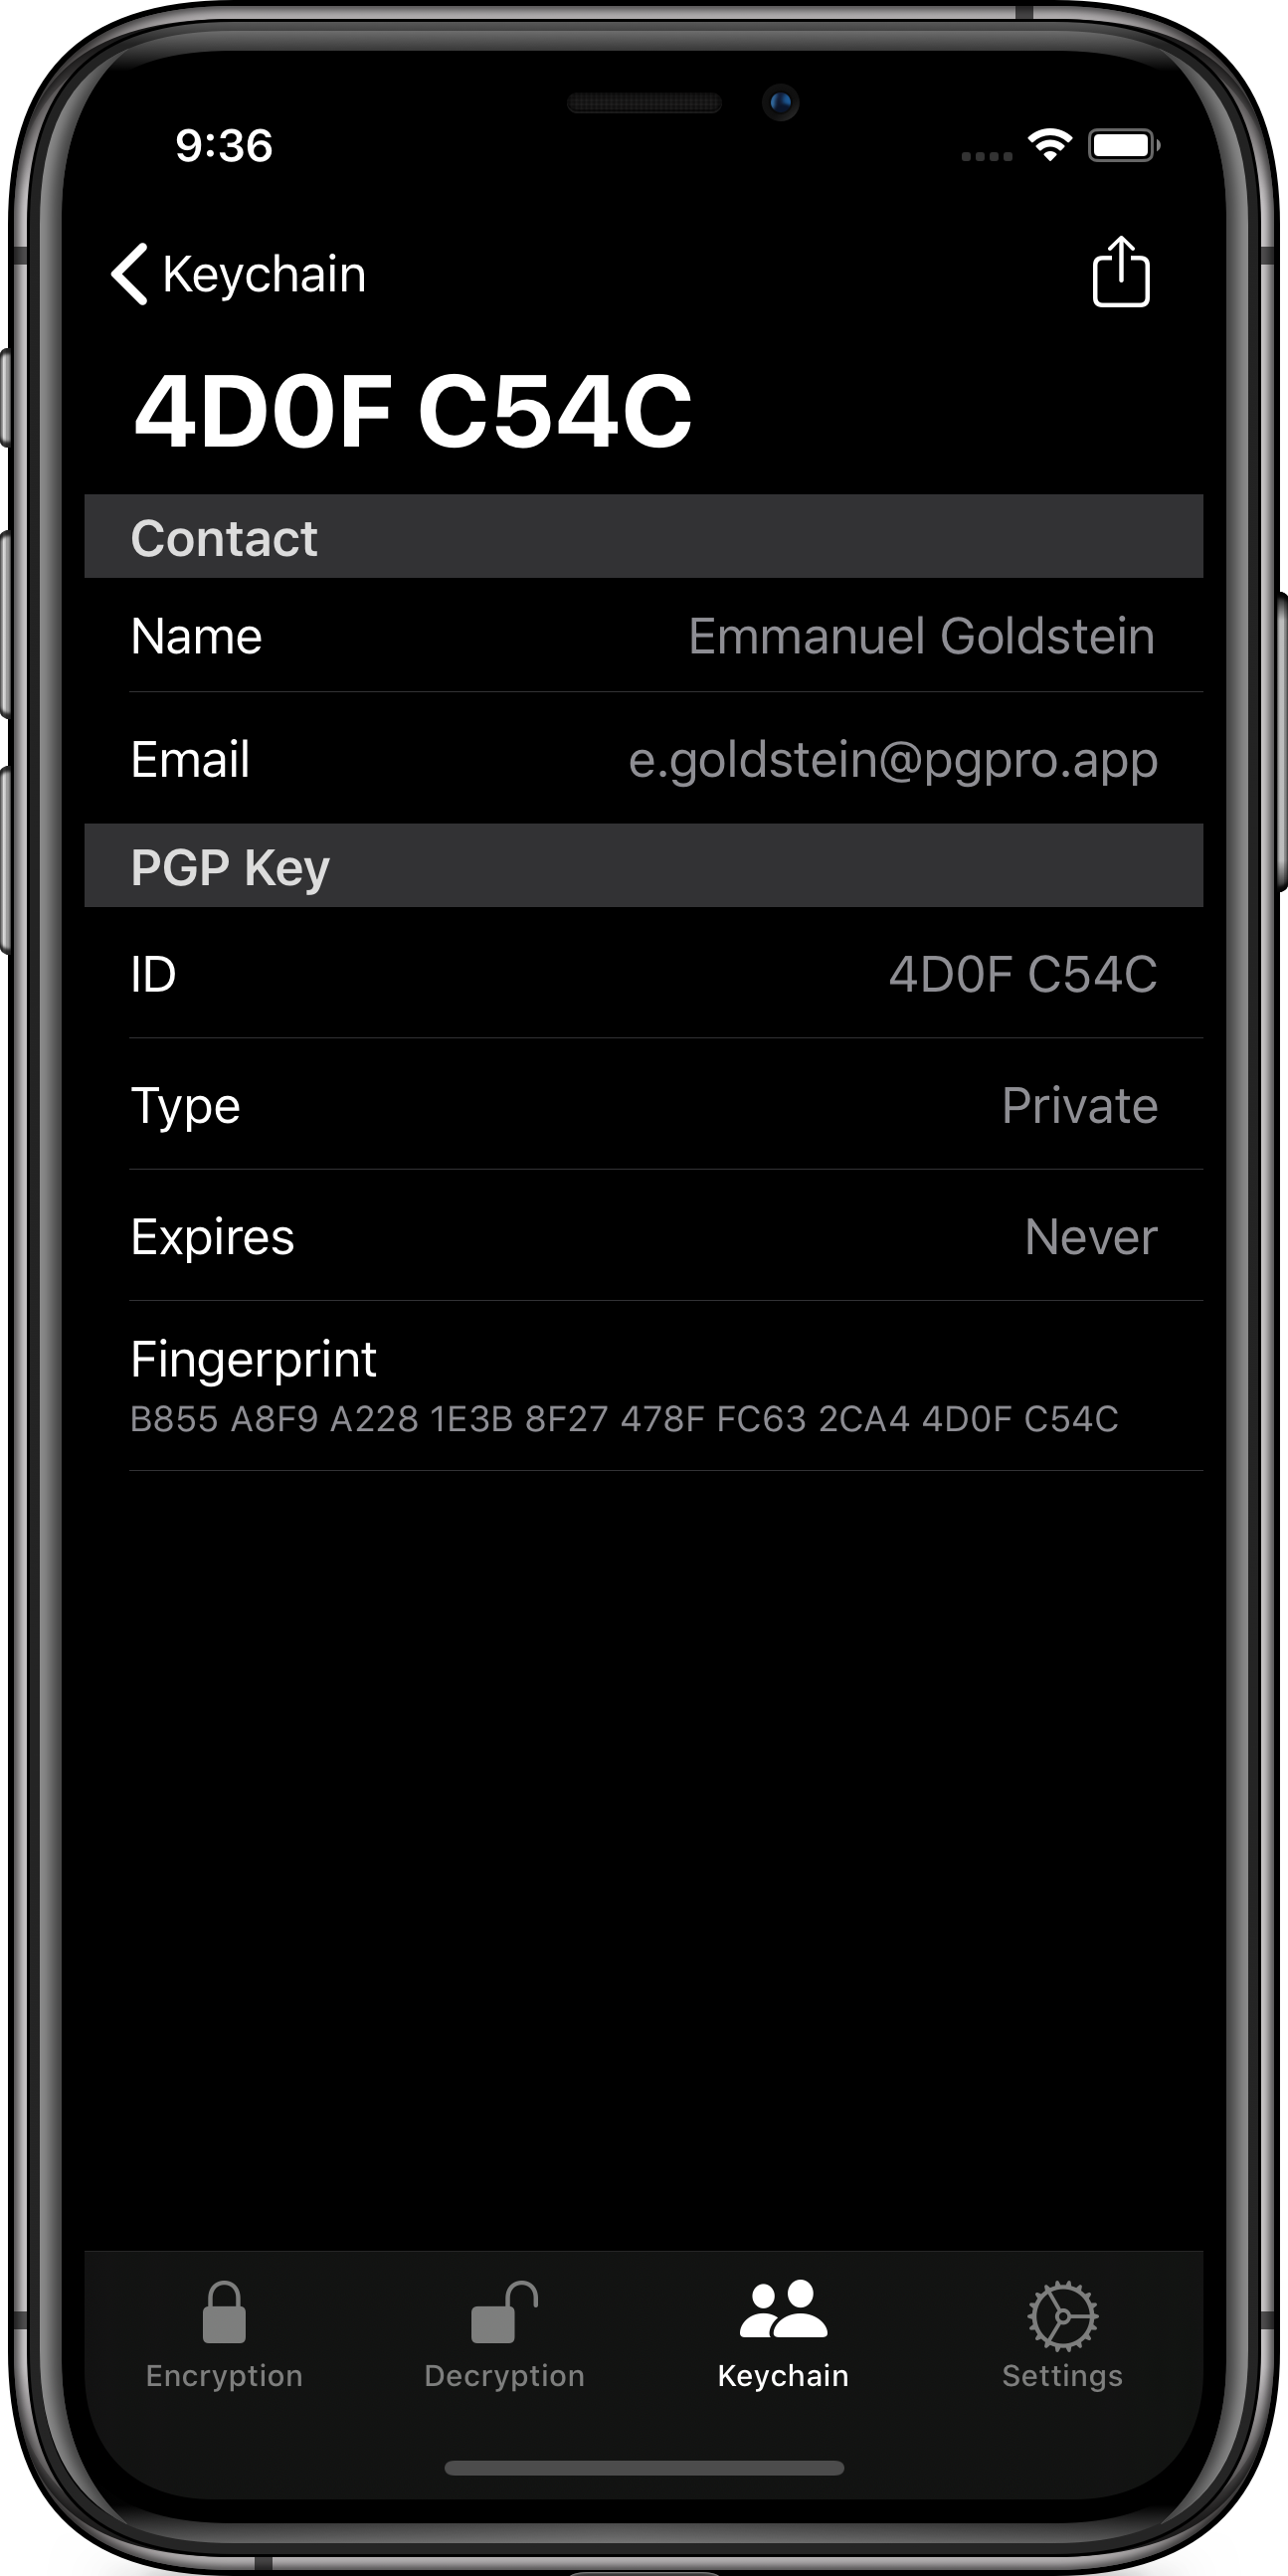 9:36
Keychain
4D0F C54C
Contact
Name Emmanuel Goldstein
Email e.goldstein@pgpro.app
PGP Key
ID 4D0F C54C
Type Private
Expires Never
Fingerprint
B855 A8F9 A228 1E3B 8F27 478F FC63 2CA4 4D0F C54C
Encryption Decryption Keychain Settings